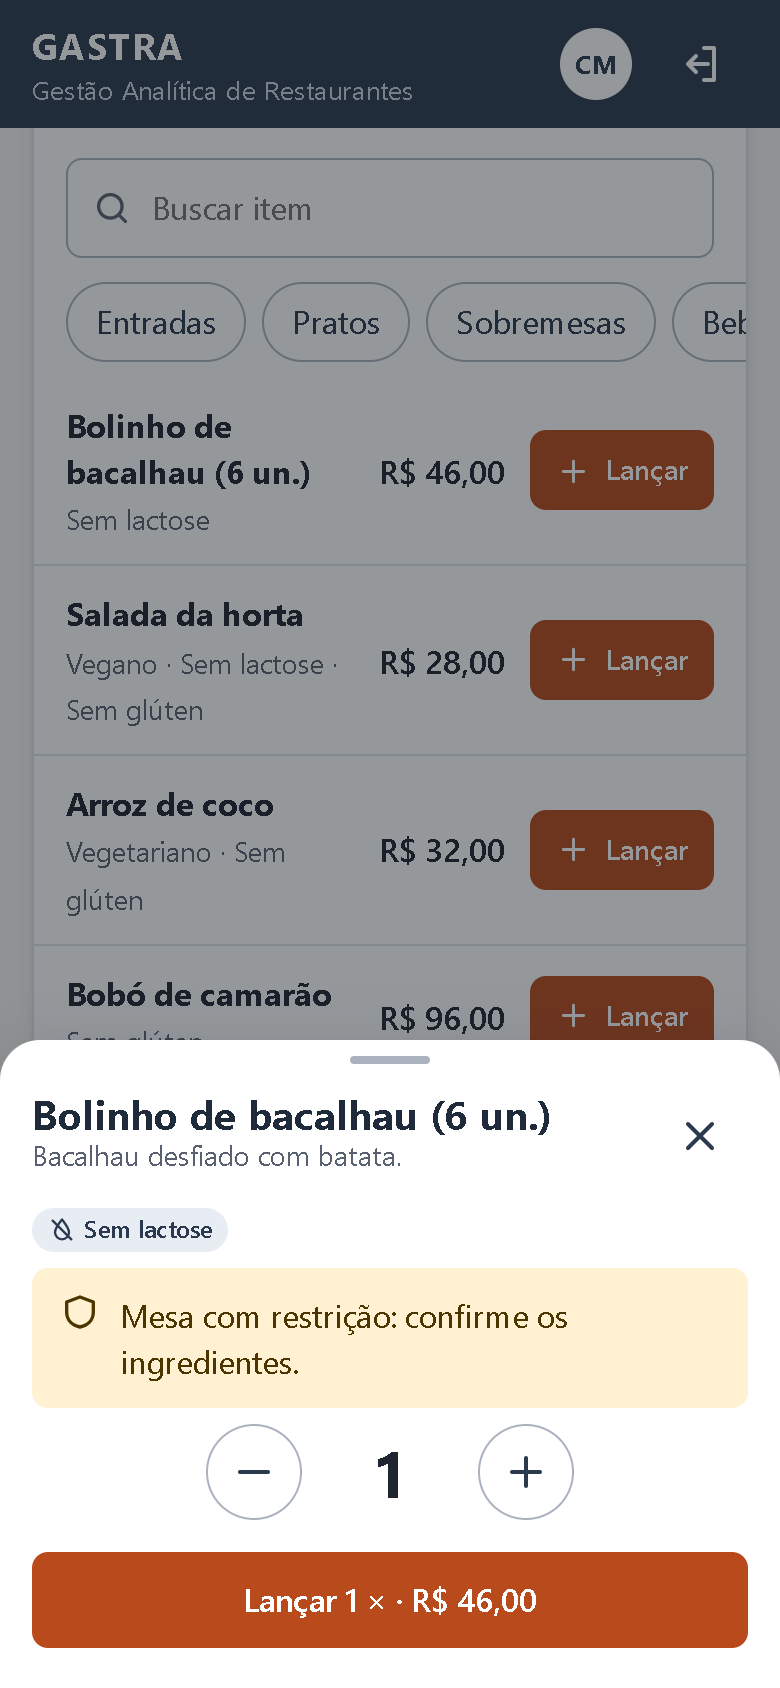 GASTRA
Gestão Analítica de Restaurantes
CM
Buscar item
Entradas
Pratos
Sobremesas
Beb
Bolinho de
bacalhau (6 un.)
Sem lactose
R$ 46,00
+ Lançar
Salada da horta
Vegano · Sem lactose ·
Sem glúten
R$ 28,00
+ Lançar
Arroz de coco
Vegetariano · Sem
glúten
R$ 32,00
+ Lançar
Bobó de camarão
Sem glúten
R$ 96,00
+ Lançar
Bolinho de bacalhau (6 un.)
Bacalhau desfiado com batata.
Sem lactose
Mesa com restrição: confirme os
ingredientes.
1
Lançar 1 × · R$ 46,00